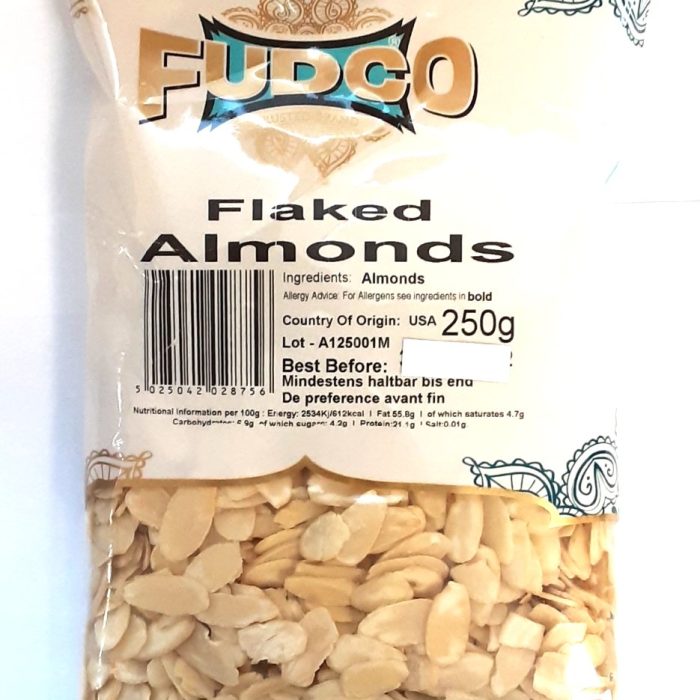 FUDCO
Flaked
Almonds
Ingredients: Almonds
Allergy Advice: For Allergens see ingredients in bold
Country Of Origin: USA 250g
Lot - A125001M
Best Before:
Mindestens haltbar bis end
De preference avant fin
5 025042 028756
Nutritional Information per 100g : Energy: 2534Kj/612kcal | Fat 55.8g | of which saturates 4.7g
Carbohydrates: 6.9g of which sugars: 4.2g | Protein:21.1g | Salt:0.01g